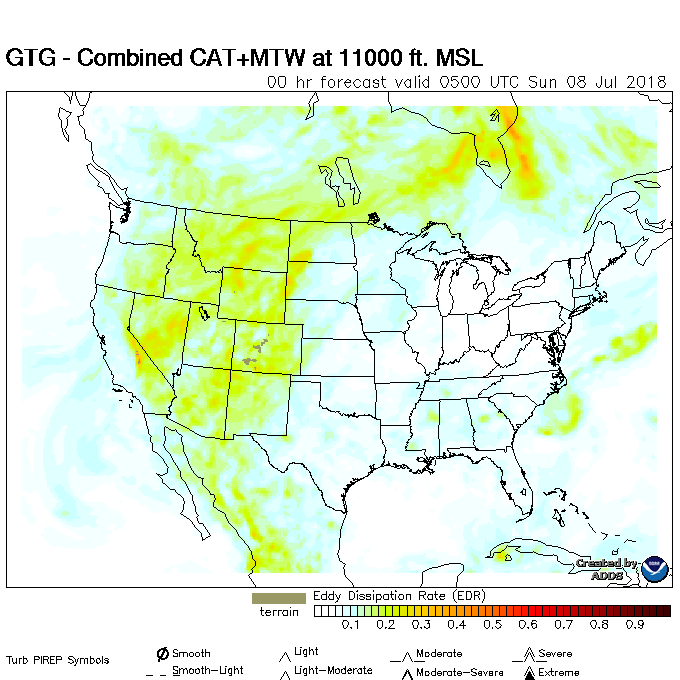 GTG - Combined CAT+MTW at 11000 ft. MSL
00 hr forecast valid 0500 UTC Sun 08 Jul 2018
Created by
ADDS
Eddy Dissipation Rate (EDR)
terrain
0.1 0.2 0.3 0.4 0.5 0.6 0.7 0.8 0.9
Turb PIREP Symbols
Smooth Light Moderate Severe
Smooth-Light Light-Moderate Moderate-Severe Extreme